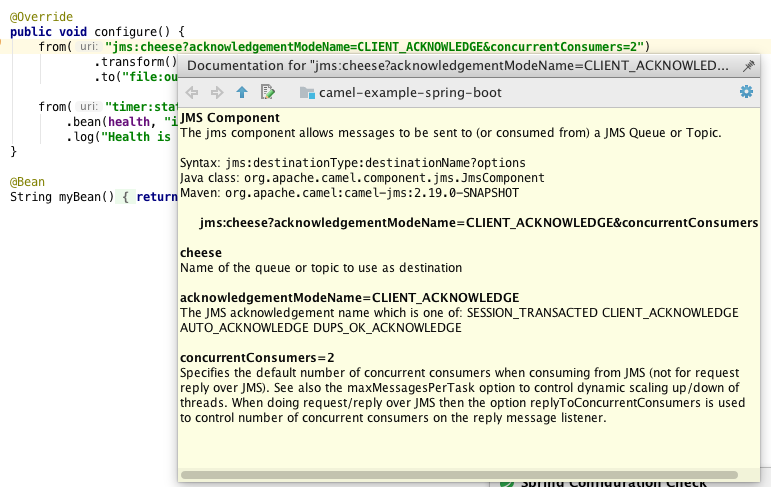 @Override
public void configure() {
from( uri: "jms:cheese?acknowledgementModeName=CLIENT_ACKNOWLEDGE&concurrentConsumers=2")
.transform()
.to("file:ou
from( uri: "timer:stat
.bean(health, "i
.log("Health is
}
@Bean
String myBean() { return
Documentation for "jms:cheese?acknowledgementModeName=CLIENT_ACKNOWLED...
camel-example-spring-boot
JMS Component
The jms component allows messages to be sent to (or consumed from) a JMS Queue or Topic.
Syntax: jms:destinationType:destinationName?options
Java class: org.apache.camel.component.jms.JmsComponent
Maven: org.apache.camel:camel-jms:2.19.0-SNAPSHOT
jms:cheese?acknowledgementModeName=CLIENT_ACKNOWLEDGE&concurrentConsumers
cheese
Name of the queue or topic to use as destination
acknowledgementModeName=CLIENT_ACKNOWLEDGE
The JMS acknowledgement name which is one of: SESSION_TRANSACTED CLIENT_ACKNOWLEDGE
AUTO_ACKNOWLEDGE DUPS_OK_ACKNOWLEDGE
concurrentConsumers=2
Specifies the default number of concurrent consumers when consuming from JMS (not for request
reply over JMS). See also the maxMessagesPerTask option to control dynamic scaling up/down of
threads. When doing request/reply over JMS then the option replyToConcurrentConsumers is used
to control number of concurrent consumers on the reply message listener.
Spring Configuration Check